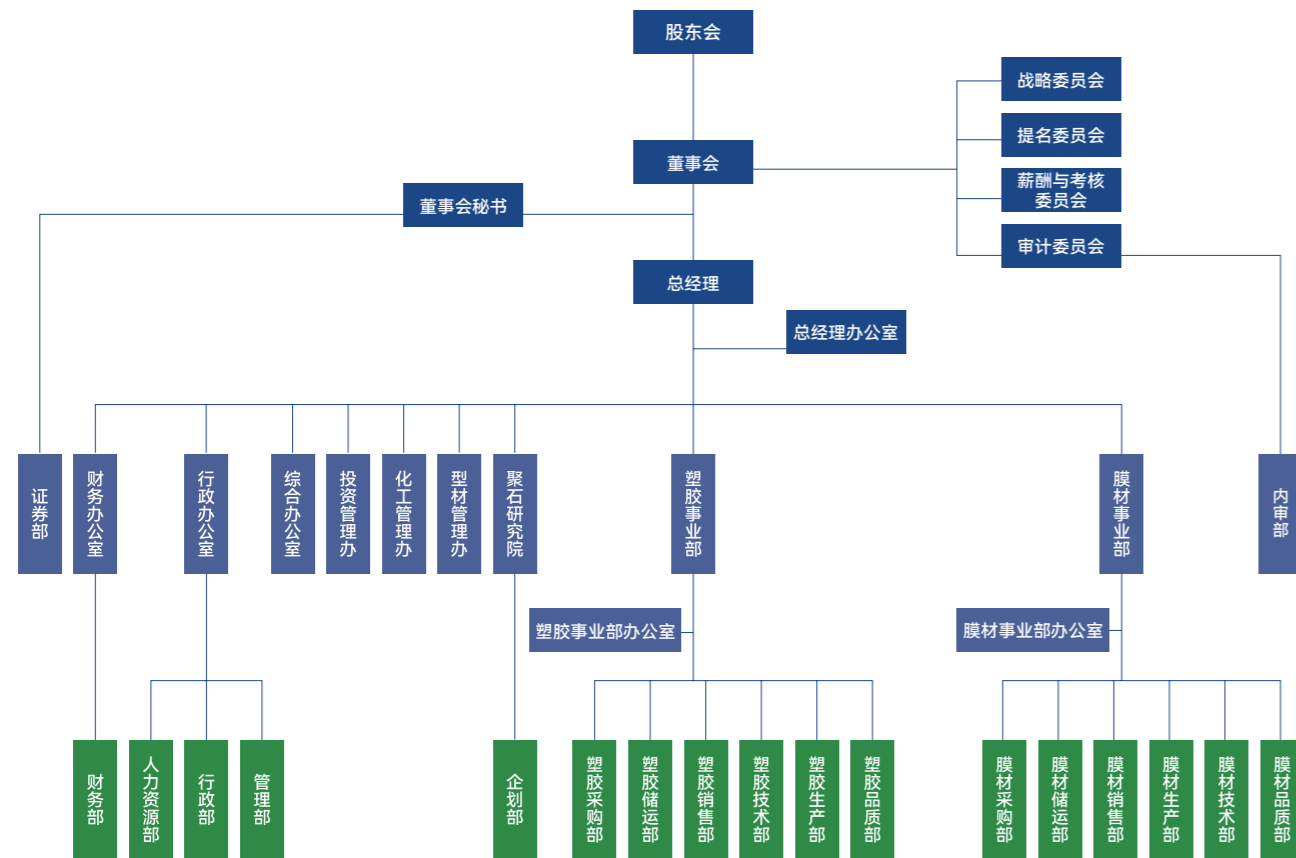 股东会
战略委员会
提名委员会
董事会
薪酬与考核
委员会
董事会秘书
审计委员会
总经理
总经理办公室
证券部
财务办公室
行政办公室
综合办公室
投资管理办
化工管理办
型材管理办
聚石研究院
塑胶事业部
膜材事业部
内审部
塑胶事业部办公室
膜材事业部办公室
财务部
人力资源部
行政部
管理部
企划部
塑胶采购部
塑胶储运部
塑胶销售部
塑胶技术部
塑胶生产部
塑胶品质部
膜材采购部
膜材储运部
膜材销售部
膜材生产部
膜材技术部
膜材品质部